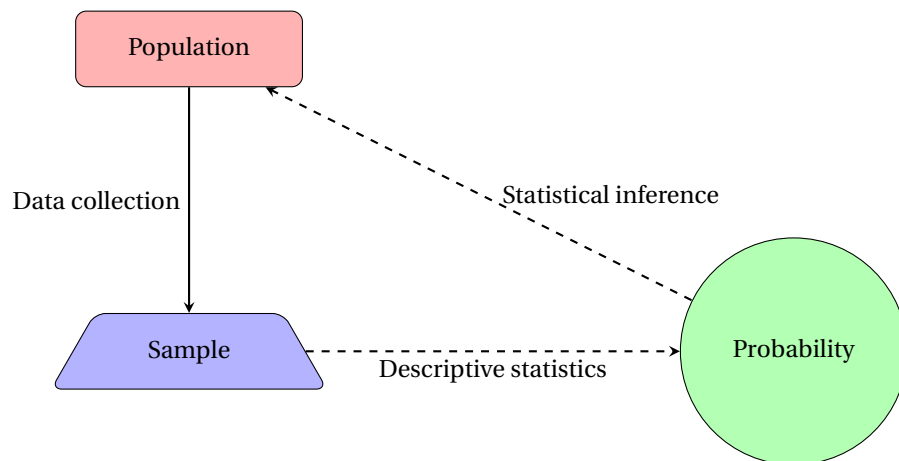 Population
Statistical inference
Data collection
Sample
Probability
Descriptive statistics